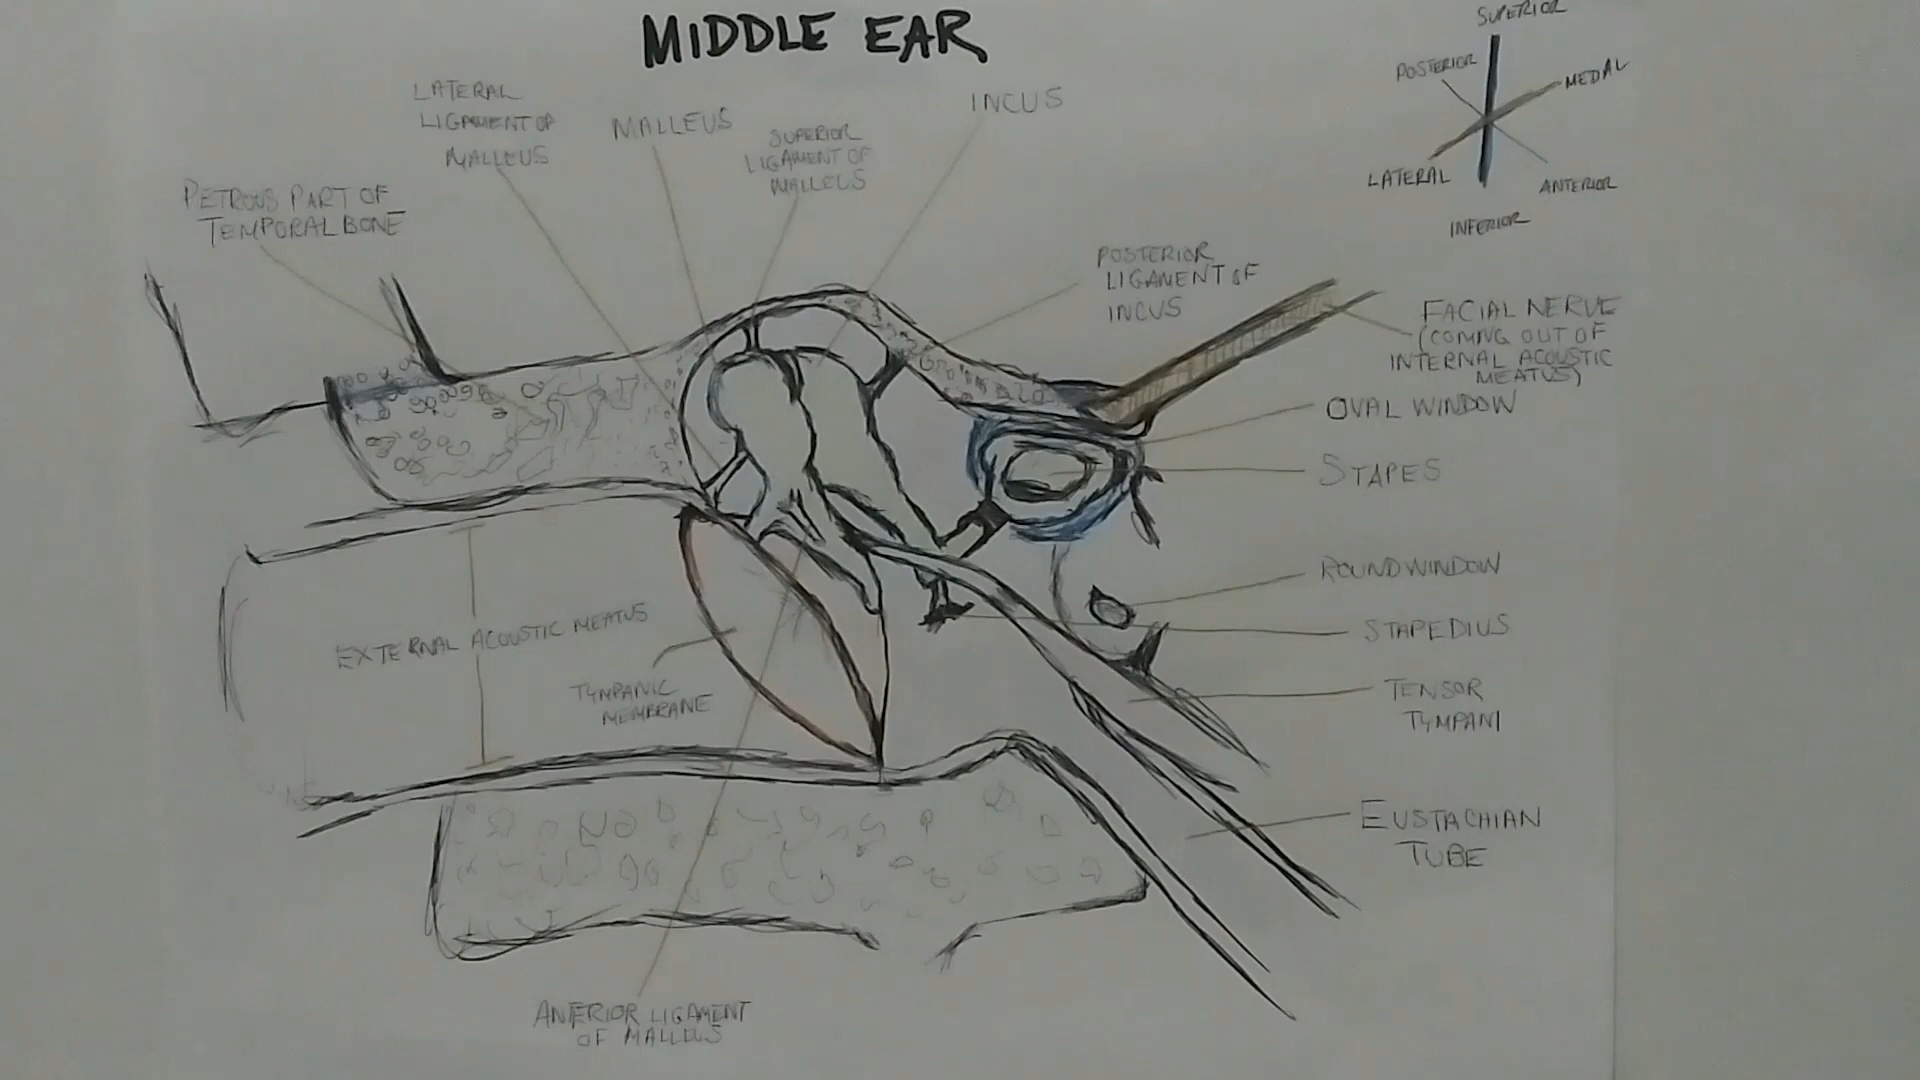 MIDDLE EAR
SUPERIOR
POSTERIOR
MEDAL
LATERAL
ANTERIOR
INFERIOR
LATERAL
LIGAMENT OF
MALLEUS
MALLEUS
SUPERIOR
LIGAMENT OF
MALLEUS
INCUS
PETROUS PART OF
TEMPORAL BONE
POSTERIOR
LIGAMENT OF
INCUS
FACIAL NERVE
(COMING OUT OF
INTERNAL ACOUSTIC
MEATUS)
OVAL WINDOW
STAPES
ROUND WINDOW
STAPEDIUS
EXTERNAL ACOUSTIC MEATUS
TYMPANIC
MEMBRANE
TENSOR
TYMPANI
EUSTACHIAN
TUBE
ANTERIOR LIGAMENT
OF MALLEUS